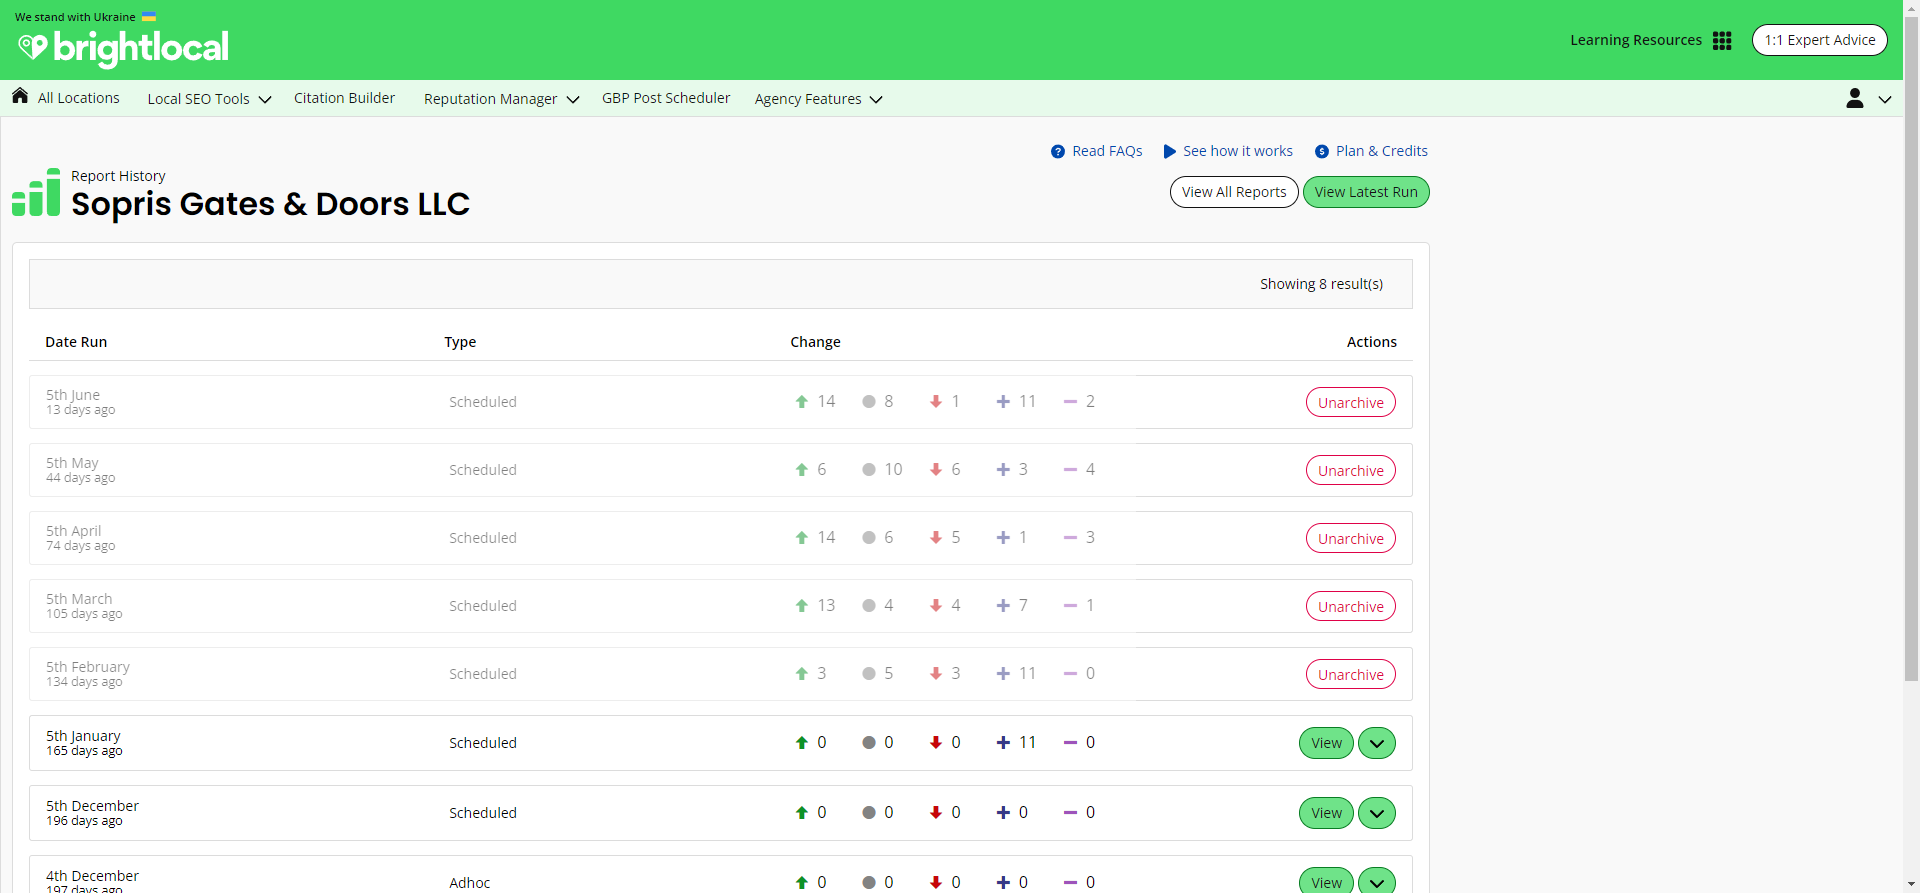 We stand with Ukraine
brightlocal
Learning Resources
1:1 Expert Advice
All Locations
Local SEO Tools
Citation Builder
Reputation Manager
GBP Post Scheduler
Agency Features
Read FAQs
See how it works
Plan & Credits
Report History
Sopris Gates & Doors LLC
View All Reports
View Latest Run
Showing 8 result(s)
Date Run Type Change Actions
5th June
13 days ago
Scheduled 14 8 1 11 2 Unarchive
5th May
44 days ago
Scheduled 6 10 6 3 4 Unarchive
5th April
74 days ago
Scheduled 14 6 5 1 3 Unarchive
5th March
105 days ago
Scheduled 13 4 4 7 1 Unarchive
5th February
134 days ago
Scheduled 3 5 3 11 0 Unarchive
5th January
165 days ago
Scheduled 0 0 0 11 0 View
5th December
196 days ago
Scheduled 0 0 0 0 0 View
4th December
197 days ago
Adhoc 0 0 0 0 0 View